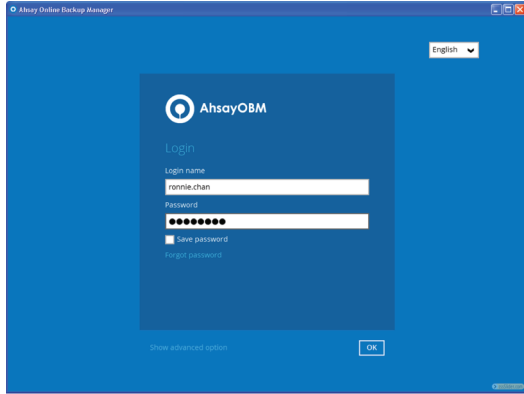 Ahsay Online Backup Manager
English
AhsayOBM
Login
Login name
ronnie.chan
Password
Save password
Forgot password
Show advanced option
OK